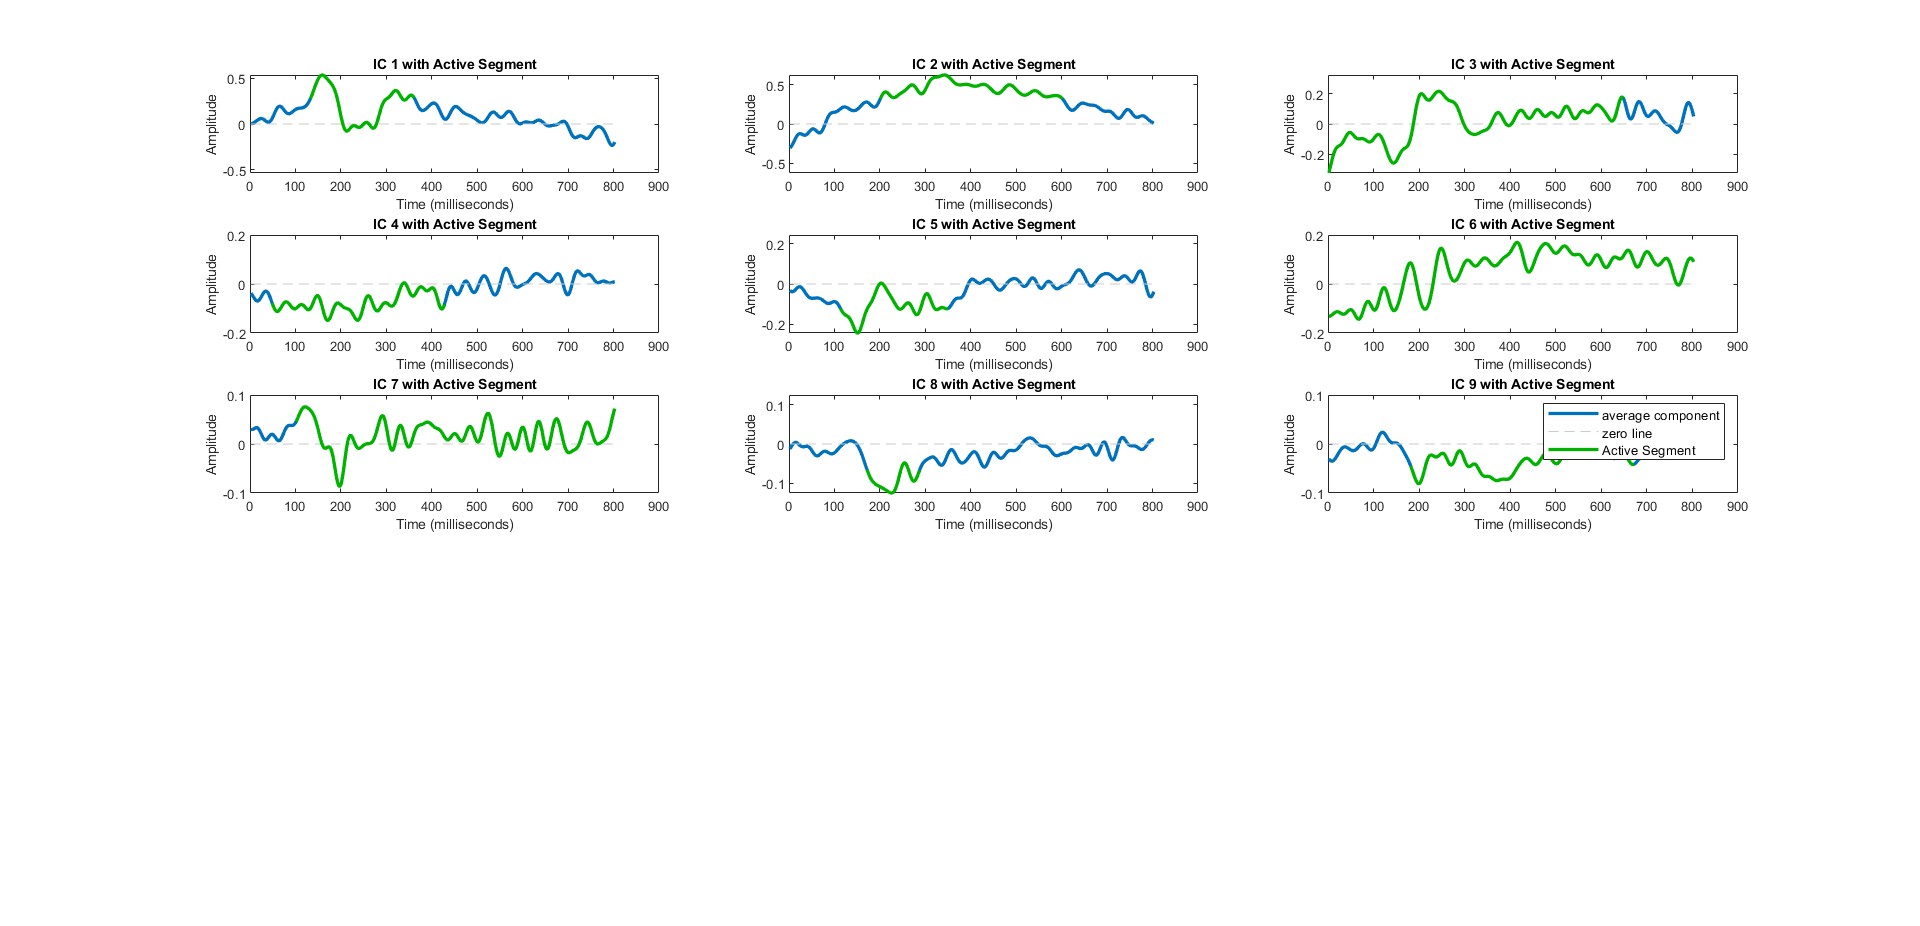 IC 1 with Active Segment
0.5
0
-0.5
Amplitude
0 100 200 300 400 500 600 700 800 900
Time (milliseconds)
IC 2 with Active Segment
0.5
0
-0.5
Amplitude
0 100 200 300 400 500 600 700 800 900
Time (milliseconds)
IC 3 with Active Segment
0.2
0
-0.2
Amplitude
0 100 200 300 400 500 600 700 800 900
Time (milliseconds)
IC 4 with Active Segment
0.2
0
-0.2
Amplitude
0 100 200 300 400 500 600 700 800 900
Time (milliseconds)
IC 5 with Active Segment
0.2
0
-0.2
Amplitude
0 100 200 300 400 500 600 700 800 900
Time (milliseconds)
IC 6 with Active Segment
0.2
0
-0.2
Amplitude
0 100 200 300 400 500 600 700 800 900
Time (milliseconds)
IC 7 with Active Segment
0.1
0
-0.1
Amplitude
0 100 200 300 400 500 600 700 800 900
Time (milliseconds)
IC 8 with Active Segment
0.1
0
-0.1
Amplitude
0 100 200 300 400 500 600 700 800 900
Time (milliseconds)
IC 9 with Active Segment
0.1
0
-0.1
Amplitude
average component
zero line
Active Segment
0 100 200 300 400 500 600 700 800 900
Time (milliseconds)